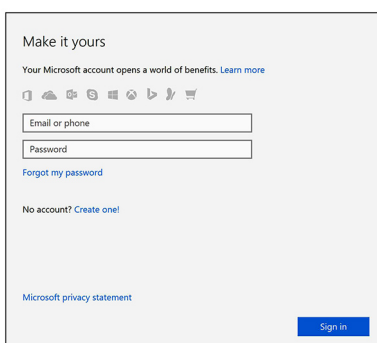 Make it yours
Your Microsoft account opens a world of benefits. Learn more
Email or phone
Password
Forgot my password
No account? Create one!
Microsoft privacy statement
Sign in